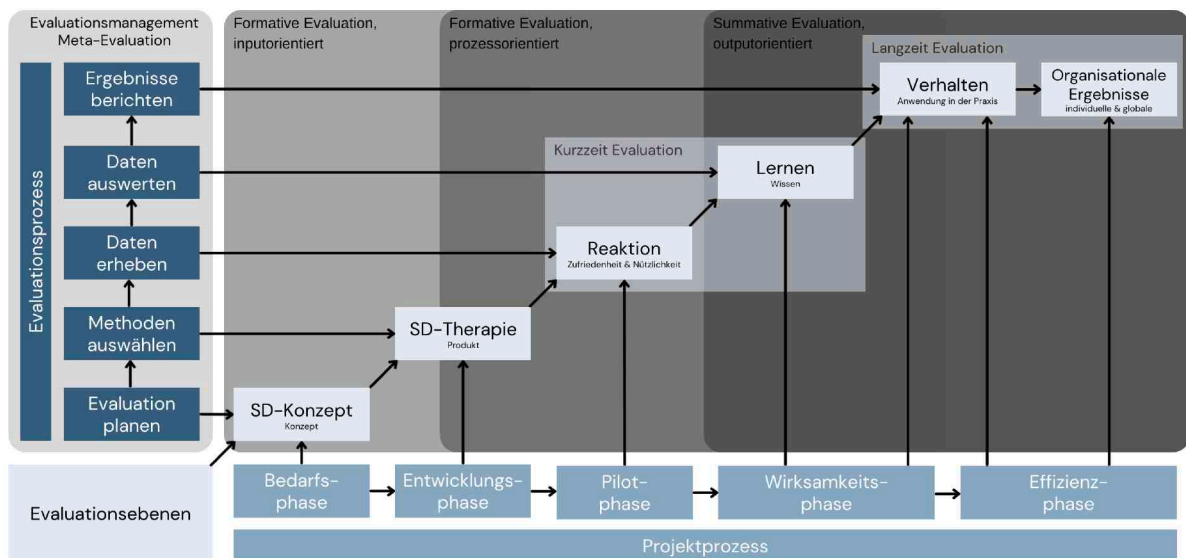 Evaluationsmanagement
Meta-Evaluation
Formative Evaluation,
inputorientiert
Formative Evaluation,
prozessorientiert
Summative Evaluation,
outputorientiert
Langzeit Evaluation
Evaluationsprozess
Ergebnisse
berichten
Verhalten
Anwendung in der Praxis
Organisationale
Ergebnisse
individuelle & globale
Kurzzeit Evaluation
Daten
auswerten
Lernen
Wissen
Daten
erheben
Reaktion
Zufriedenheit & Nützlichkeit
Methoden
auswählen
SD-Therapie
Produkt
Evaluation
planen
SD-Konzept
Konzept
Evaluationsebenen
Bedarfs-
phase
Entwicklungs-
phase
Pilot-
phase
Wirksamkeits-
phase
Effizienz-
phase
Projektprozess